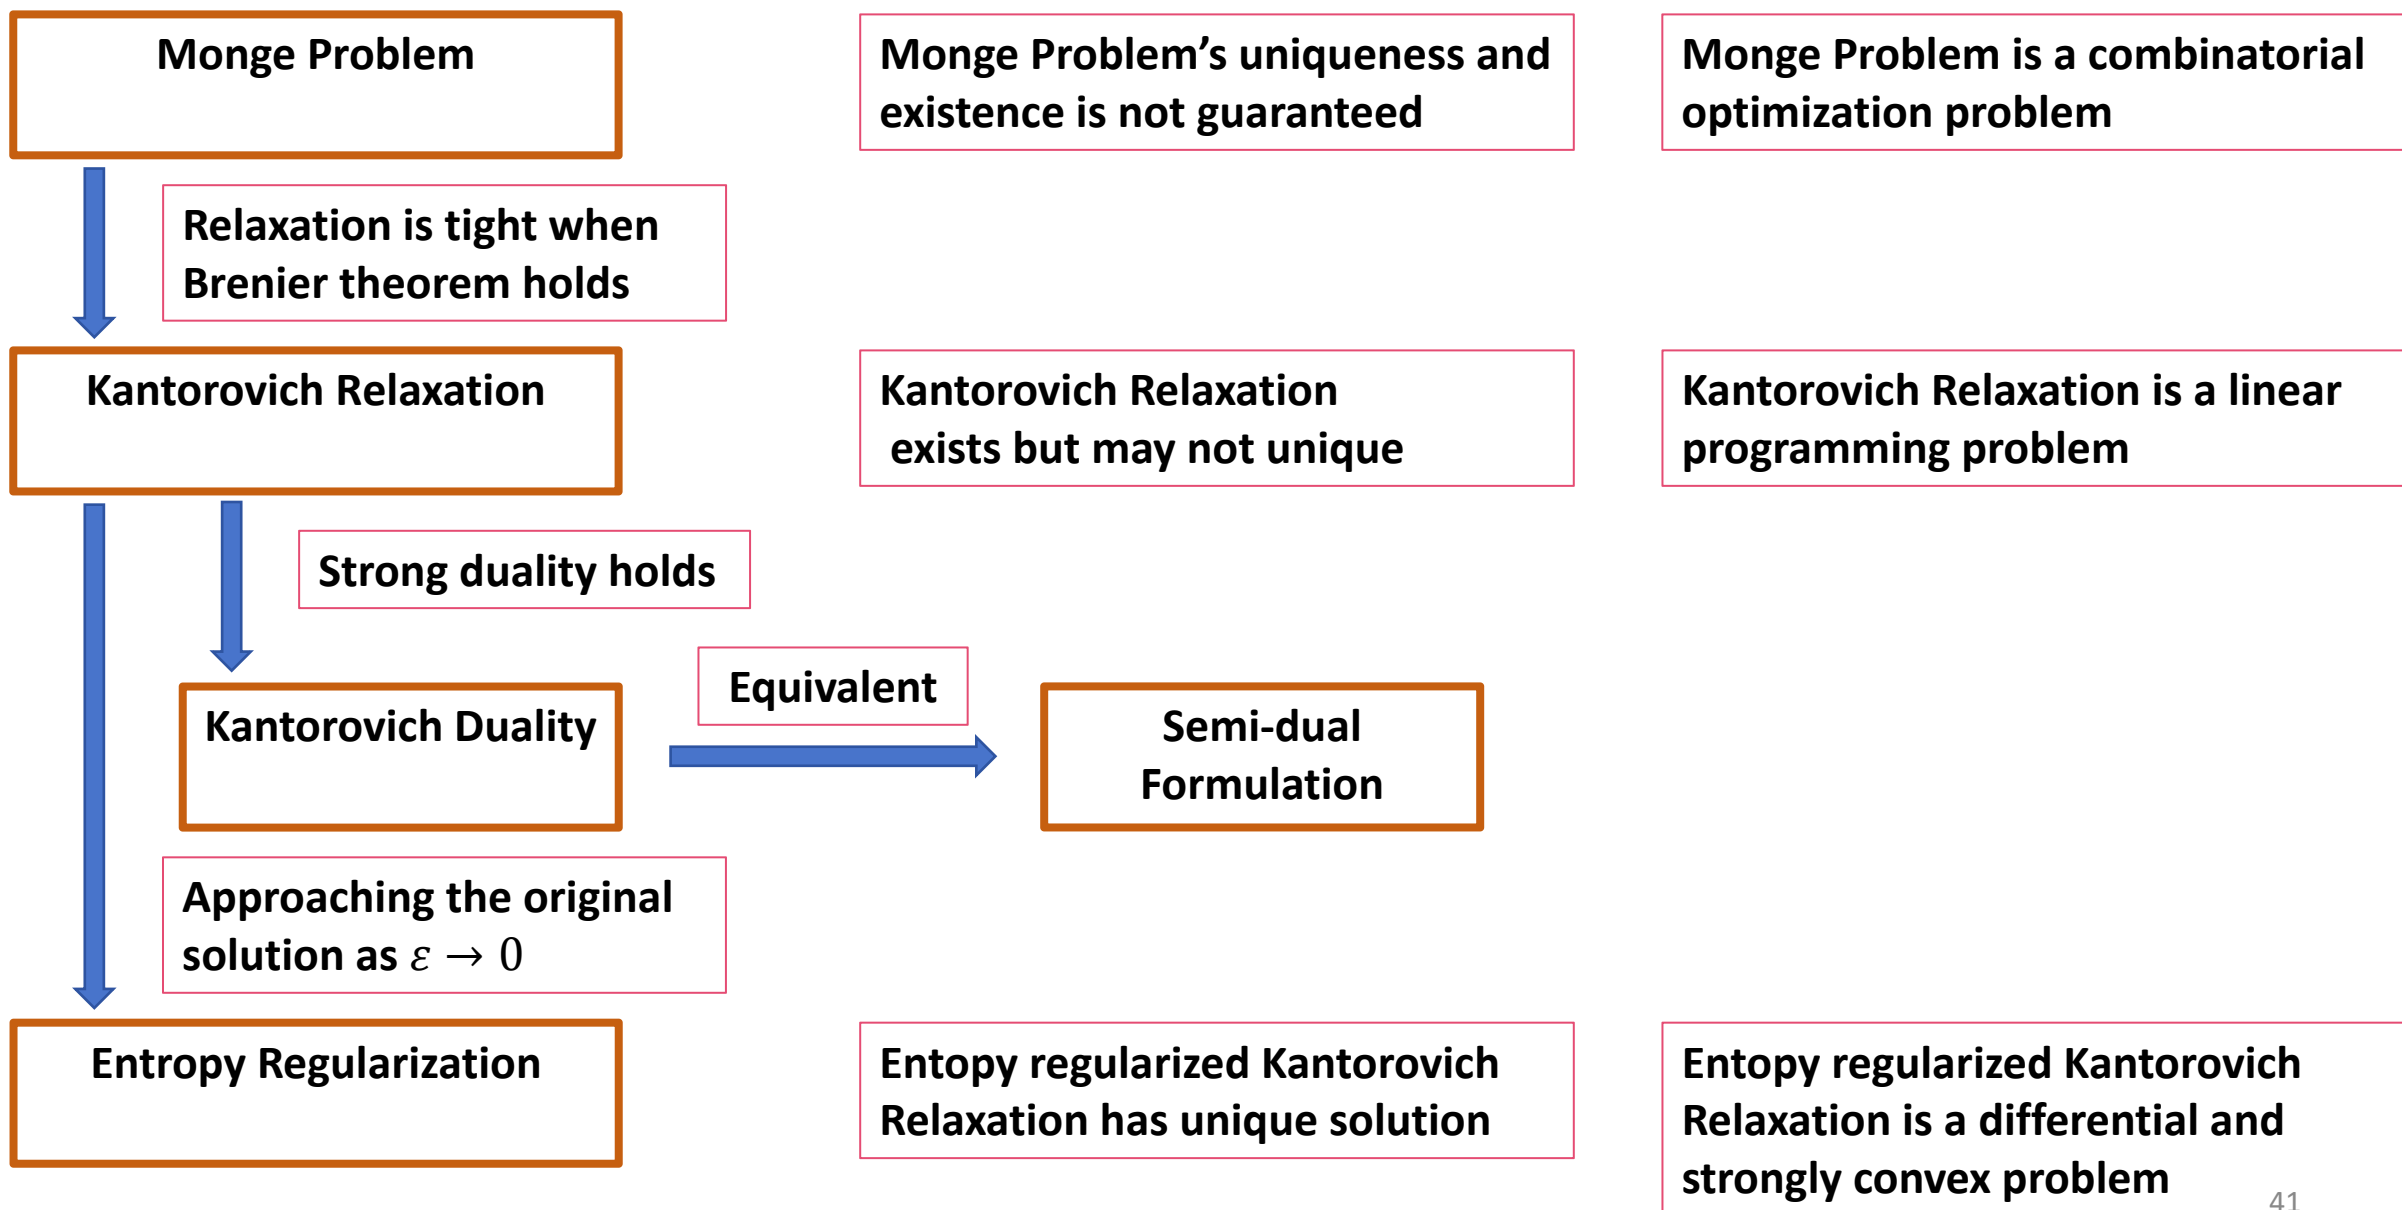 Monge Problem
Monge Problem’s uniqueness and
existence is not guaranteed
Monge Problem is a combinatorial
optimization problem
Relaxation is tight when
Brenier theorem holds
Kantorovich Relaxation
Kantorovich Relaxation
exists but may not unique
Kantorovich Relaxation is a linear
programming problem
Strong duality holds
Kantorovich Duality
Equivalent
Semi-dual
Formulation
Approaching the original
solution as ε → 0
Entropy Regularization
Entopy regularized Kantorovich
Relaxation has unique solution
Entopy regularized Kantorovich
Relaxation is a differential and
strongly convex problem
41